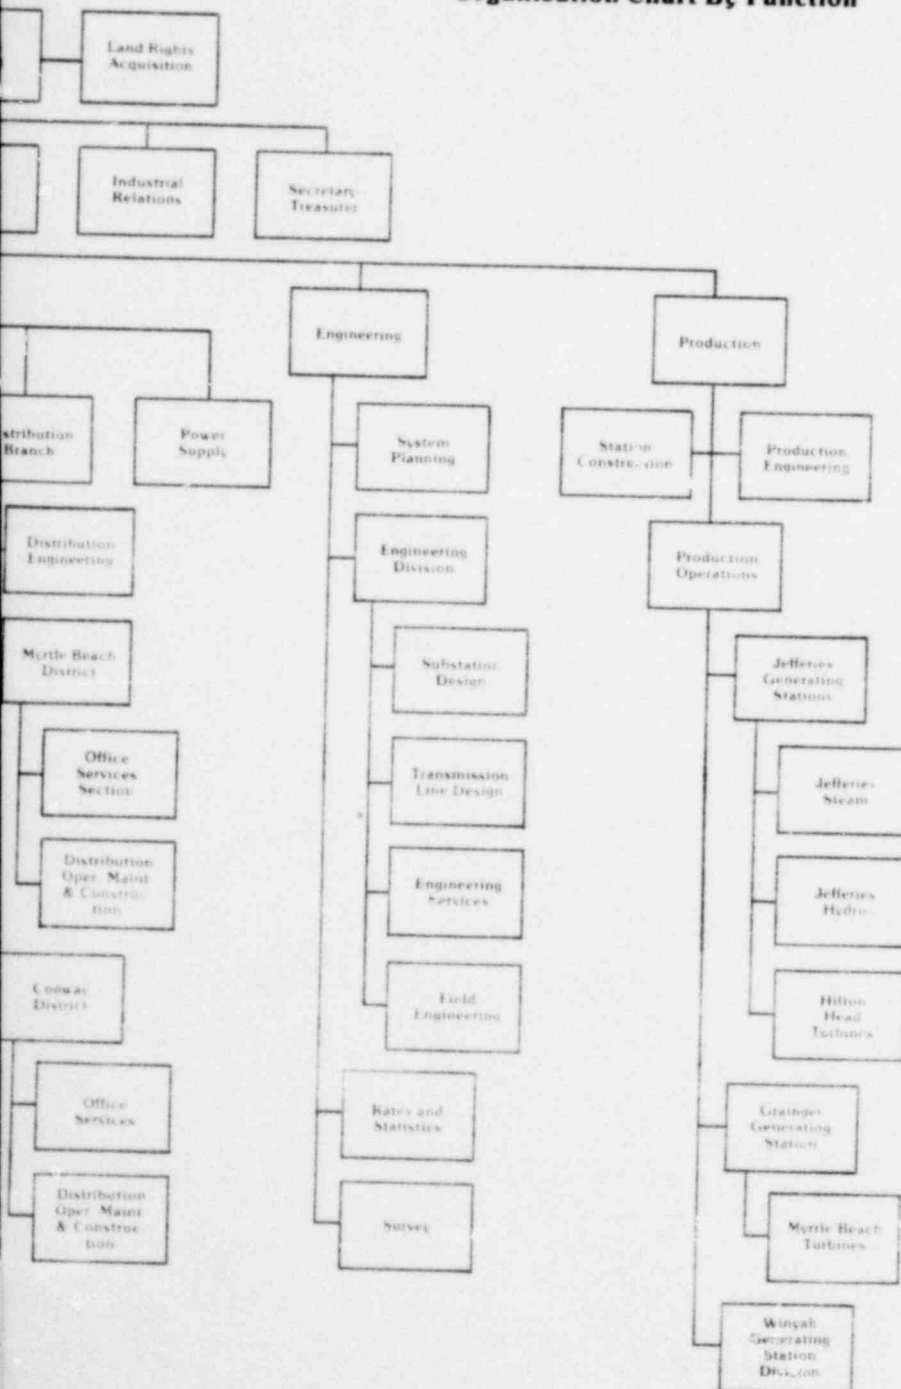 Chart By Function
Land Rights
Acquisition
Industrial
Relations
Secretary
Treasurer
Engineering
Production
stribution
Branch
Power
Supply
System
Planning
Station
Construction
Production
Engineering
Distribution
Engineering
Engineering
Division
Production
Operations
Myrtle Beach
District
Substation
Design
Jefferies
Generating
Stations
Office
Services
Section
Transmission
Line Design
Jefferies
Steam
Distribution
Oper. Maint
& Construc-
tion
Engineering
Services
Jefferies
Hydro
Conway
District
Field
Engineering
Hilton
Head
Turbines
Office
Services
Rates and
Statistics
Grainger
Generating
Station
Distribution
Oper. Maint
& Construc-
tion
Survey
Myrtle Beach
Turbines
Winyah
Generating
Station
Division